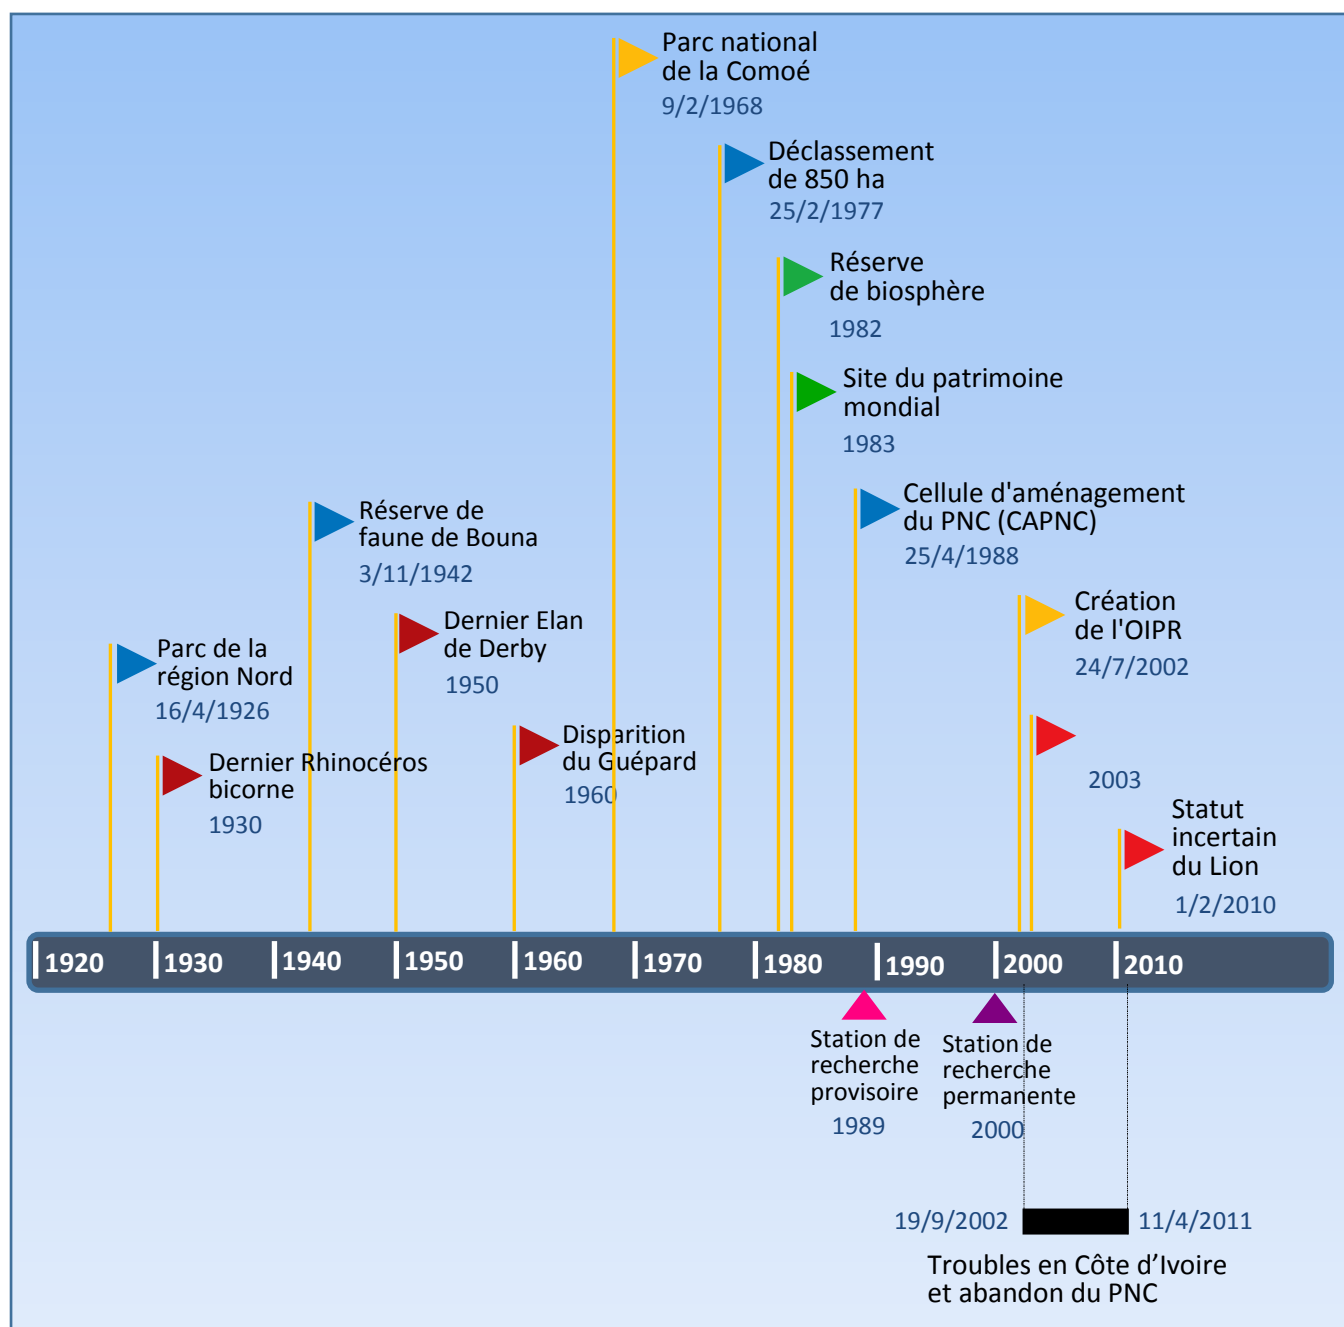 Parc national
de la Comoé
9/2/1968
Déclassement
de 850 ha
25/2/1977
Réserve
de biosphère
1982
Site du patrimoine
mondial
1983
Cellule d'aménagement
du PNC (CAPNC)
25/4/1988
Réserve de
faune de Bouna
3/11/1942
Création
de l'OIPR
24/7/2002
Dernier Elan
de Derby
1950
Parc de la
région Nord
16/4/1926
Disparition
du Guépard
1960
2003
Dernier Rhinocéros
bicorne
1930
Statut
incertain
du Lion
1/2/2010
1920 1930 1940 1950 1960 1970 1980 1990 2000 2010
Station de
recherche
provisoire
1989
Station de
recherche
permanente
2000
19/9/2002 11/4/2011
Troubles en Côte d’Ivoire
et abandon du PNC